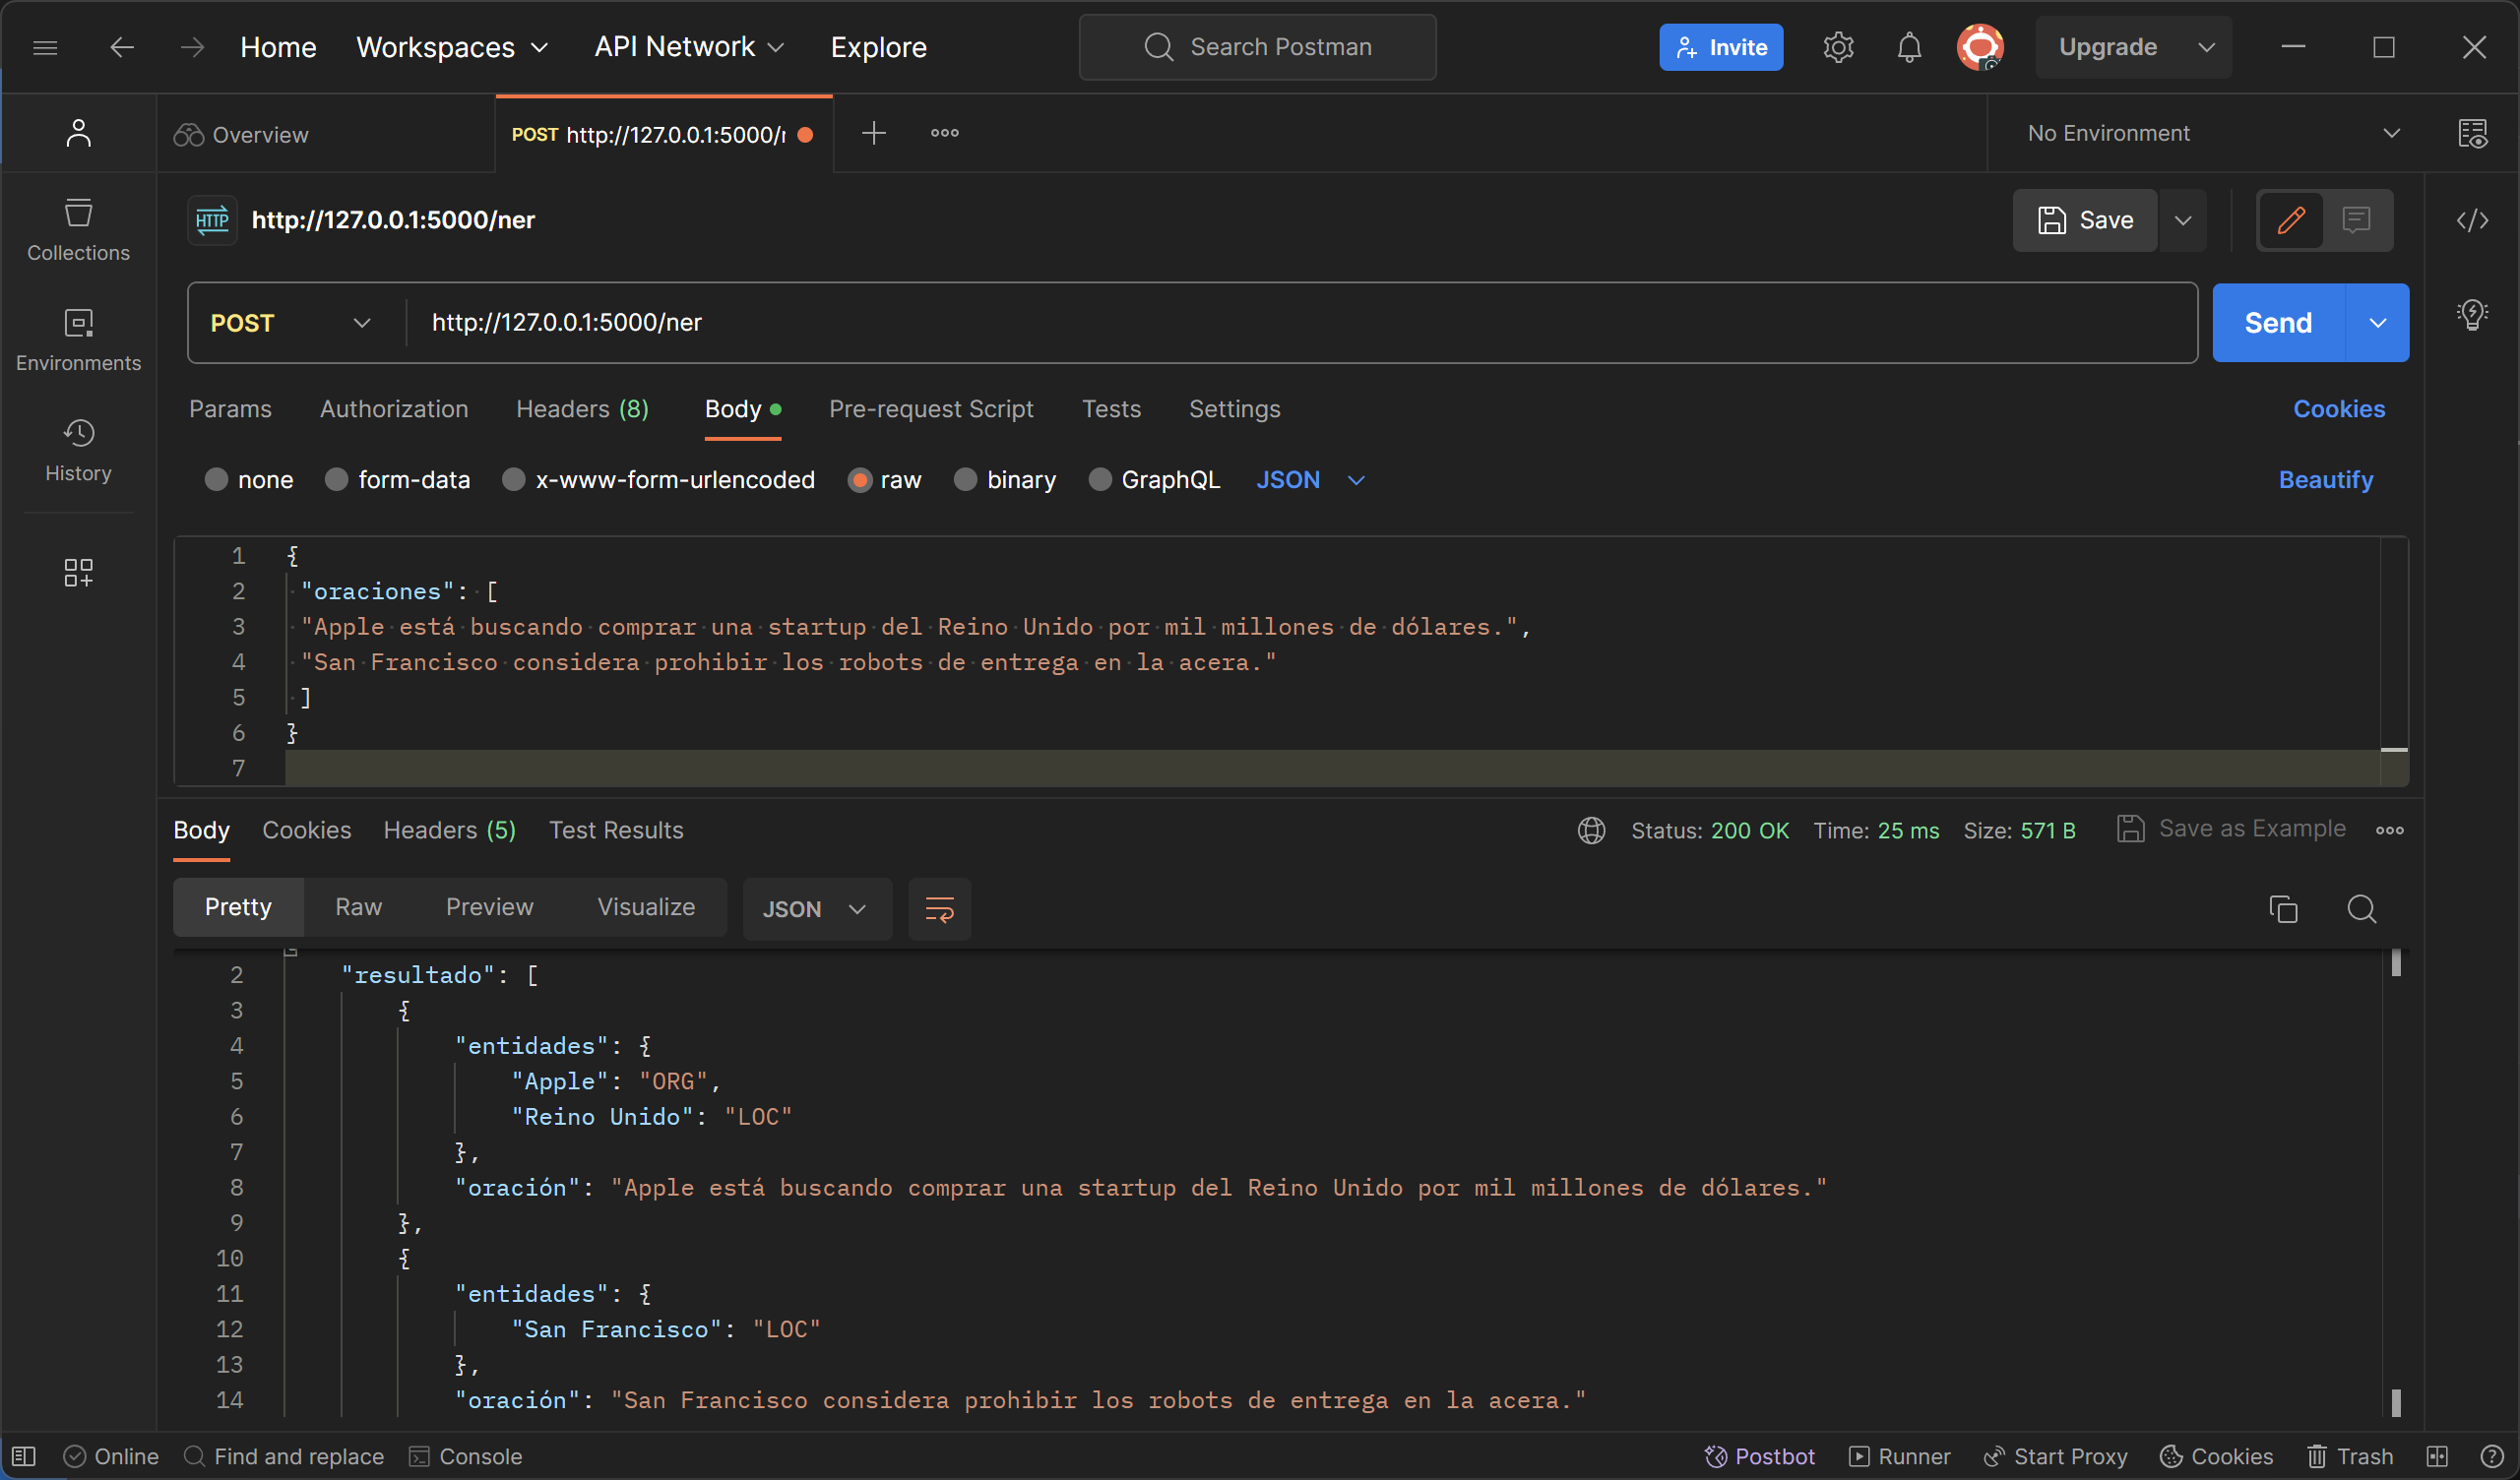 Home Workspaces API Network Explore Search Postman Invite Upgrade
Overview POST http://127.0.0.1:5000/r No Environment
HTTP http://127.0.0.1:5000/ner Save
Collections
POST http://127.0.0.1:5000/ner Send
Environments
Params Authorization Headers (8) Body Pre-request Script Tests Settings Cookies
History
none form-data x-www-form-urlencoded raw binary GraphQL JSON Beautify
1 {
2 "oraciones": [
3 "Apple está buscando comprar una startup del Reino Unido por mil millones de dólares.",
4 "San Francisco considera prohibir los robots de entrega en la acera."
5 ]
6 }
7
Body Cookies Headers (5) Test Results Status: 200 OK Time: 25 ms Size: 571 B Save as Example
Pretty Raw Preview Visualize JSON
2 "resultado": [
3 {
4 "entidades": {
5 "Apple": "ORG",
6 "Reino Unido": "LOC"
7 },
8 "oración": "Apple está buscando comprar una startup del Reino Unido por mil millones de dólares."
9 },
10 {
11 "entidades": {
12 "San Francisco": "LOC"
13 },
14 "oración": "San Francisco considera prohibir los robots de entrega en la acera."
Online Find and replace Console Postbot Runner Start Proxy Cookies Trash